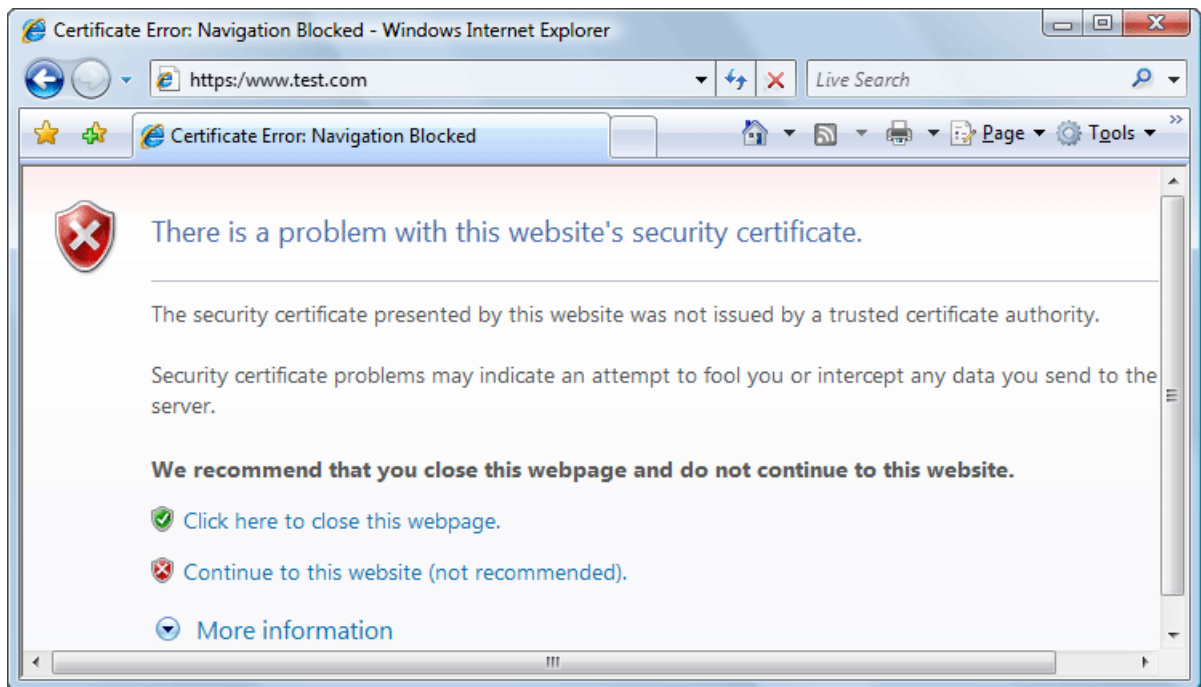 Certificate Error: Navigation Blocked - Windows Internet Explorer
https:/www.test.com
Live Search
Certificate Error: Navigation Blocked
Page
Tools
There is a problem with this website's security certificate.
The security certificate presented by this website was not issued by a trusted certificate authority.
Security certificate problems may indicate an attempt to fool you or intercept any data you send to the
server.
We recommend that you close this webpage and do not continue to this website.
Click here to close this webpage.
Continue to this website (not recommended).
More information